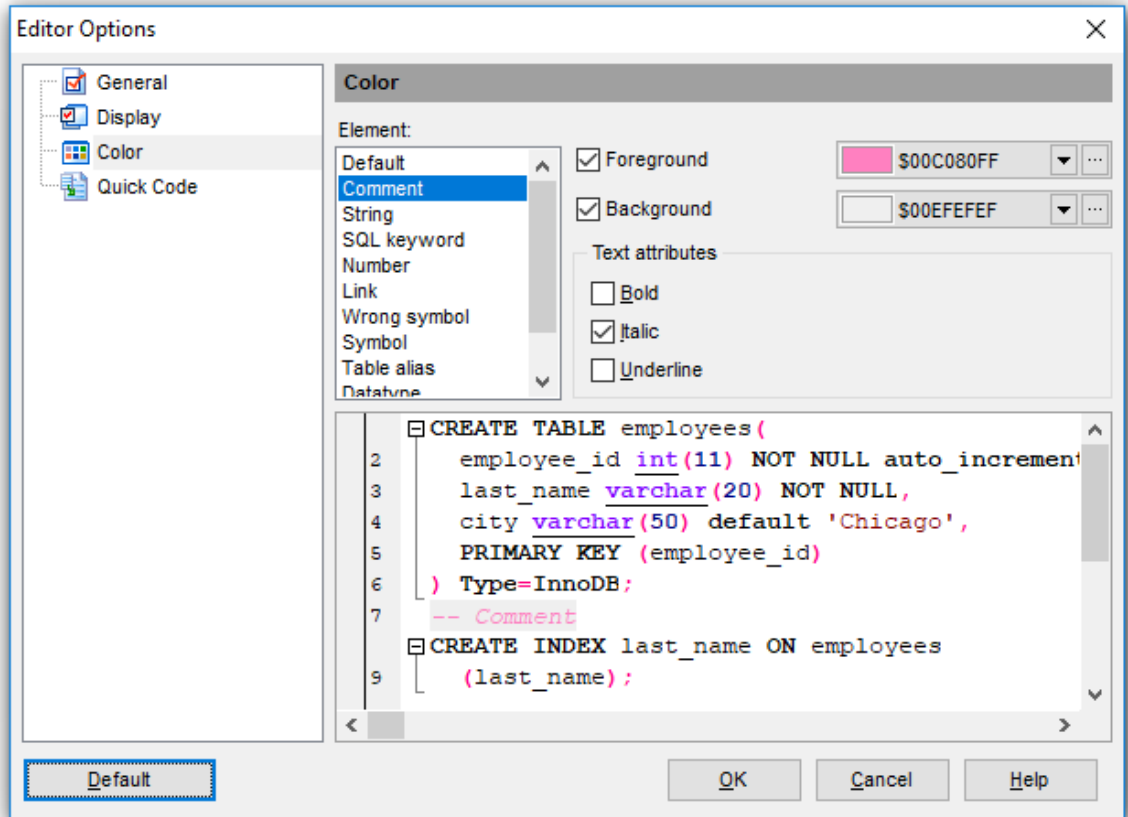 Editor Options
General
Display
Color
Quick Code
Color
Element:
Default
Comment
String
SQL keyword
Number
Link
Wrong symbol
Symbol
Table alias
Datatype
Foreground
$00C080FF
Background
$00EFEFEF
Text attributes
Bold
Italic
Underline
CREATE TABLE employees(
2 employee_id int(11) NOT NULL auto_increment
3 last_name varchar(20) NOT NULL,
4 city varchar(50) default 'Chicago',
5 PRIMARY KEY (employee_id)
6 ) Type=InnoDB;
7 -- Comment
CREATE INDEX last_name ON employees
9 (last_name);
Default
OK
Cancel
Help